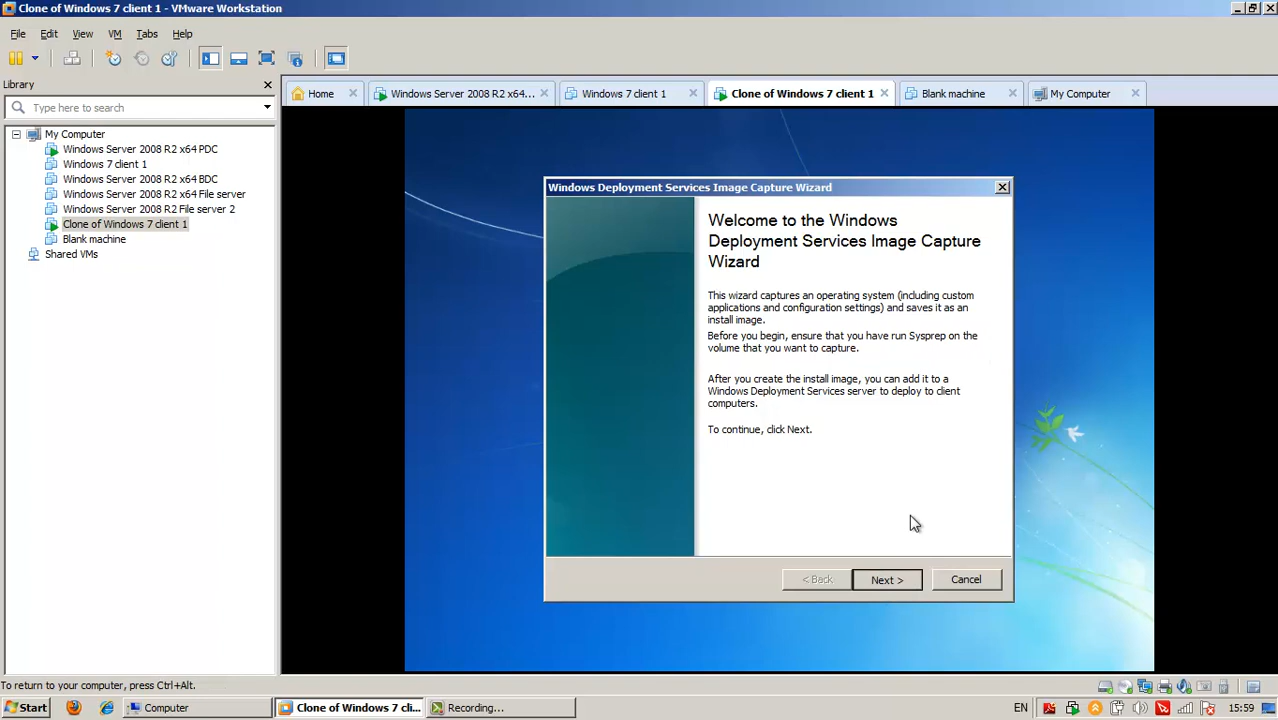 Clone of Windows 7 client 1 - VMware Workstation
File Edit View VM Tabs Help
Library
Type here to search
My Computer
Windows Server 2008 R2 x64 PDC
Windows 7 client 1
Windows Server 2008 R2 x64 BDC
Windows Server 2008 R2 x64 File server
Windows Server 2008 R2 File server 2
Clone of Windows 7 client 1
Blank machine
Shared VMs
Home
Windows Server 2008 R2 x64...
Windows 7 client 1
Clone of Windows 7 client 1
Blank machine
My Computer
Windows Deployment Services Image Capture Wizard
Welcome to the Windows
Deployment Services Image Capture
Wizard
This wizard captures an operating system (including custom
applications and configuration settings) and saves it as an
install image.
Before you begin, ensure that you have run Sysprep on the
volume that you want to capture.
After you create the install image, you can add it to a
Windows Deployment Services server to deploy to client
computers.
To continue, click Next.
< Back
Next >
Cancel
To return to your computer, press Ctrl+Alt.
Start
Computer
Clone of Windows 7 cli...
Recording...
EN
15:59